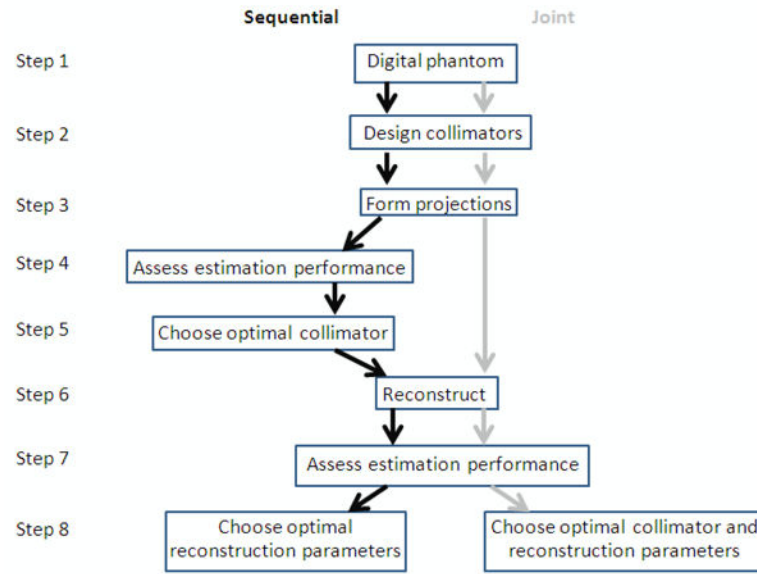 Sequential Joint
Step 1 Digital phantom
Step 2 Design collimators
Step 3 Form projections
Step 4 Assess estimation performance
Step 5 Choose optimal collimator
Step 6 Reconstruct
Step 7 Assess estimation performance
Step 8
Choose optimal
reconstruction parameters
Choose optimal collimator and
reconstruction parameters